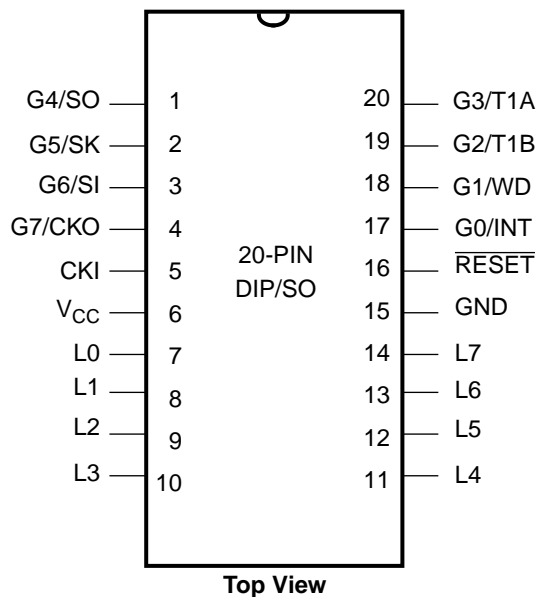 G4/SO 1 20 G3/T1A
G5/SK 2 19 G2/T1B
G6/SI 3 18 G1/WD
G7/CKO 4 17 G0/INT
CKI 5 16 RESET
VCC 6 15 GND
L0 7 14 L7
L1 8 13 L6
L2 9 12 L5
L3 10 11 L4
20-PIN
DIP/SO
Top View